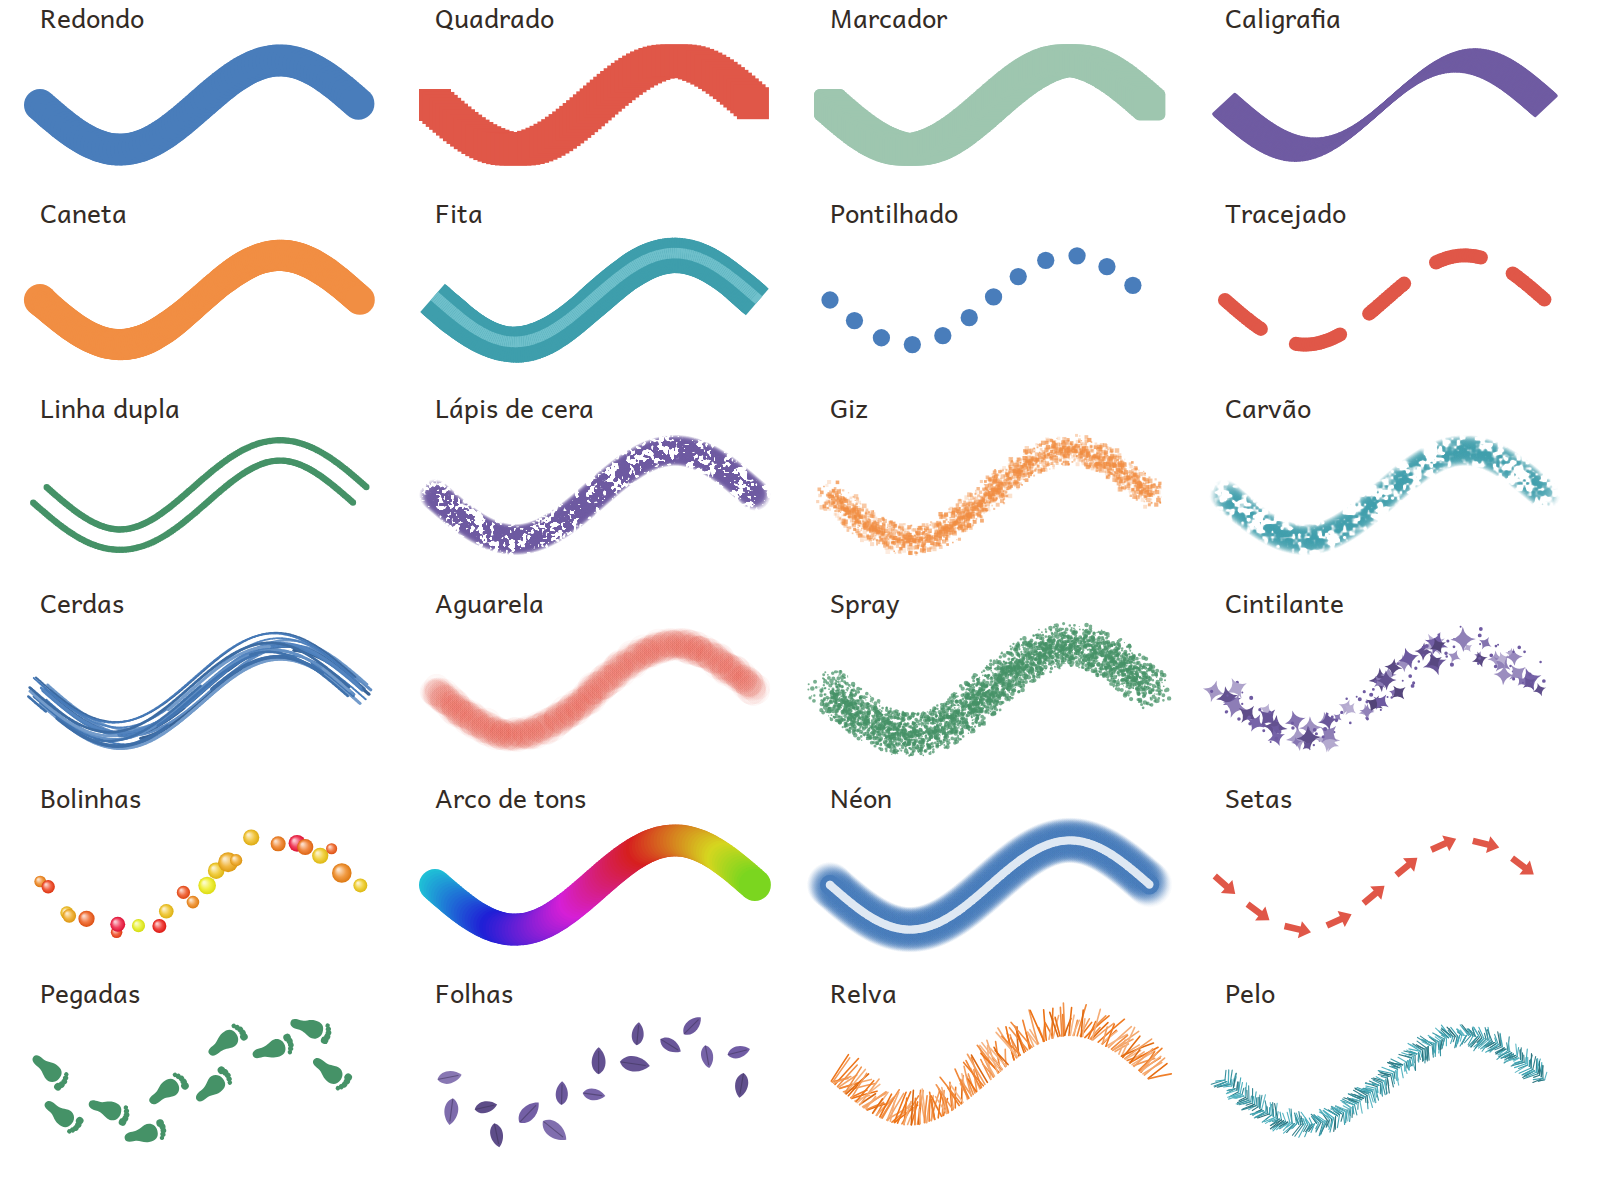 Redondo
Quadrado
Marcador
Caligrafia
Caneta
Fita
Pontilhado
Tracejado
Linha dupla
Lápis de cera
Giz
Carvão
Cerdas
Aguarela
Spray
Cintilante
Bolinhas
Arco de tons
Néon
Setas
Pegadas
Folhas
Relva
Pelo